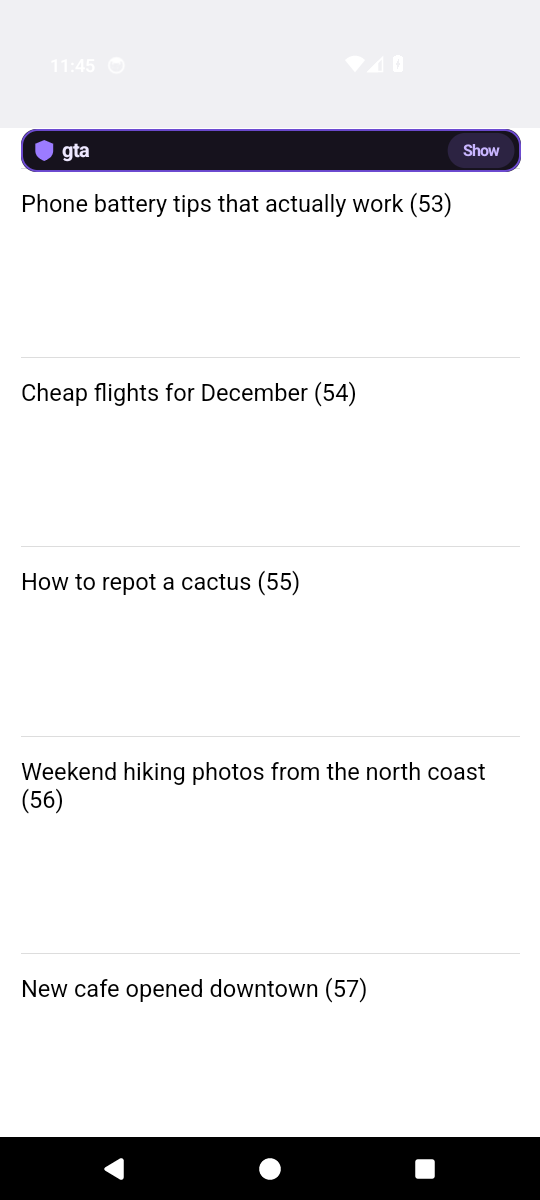 11:45
gta
Show
Phone battery tips that actually work (53)
Cheap flights for December (54)
How to repot a cactus (55)
Weekend hiking photos from the north coast
(56)
New cafe opened downtown (57)